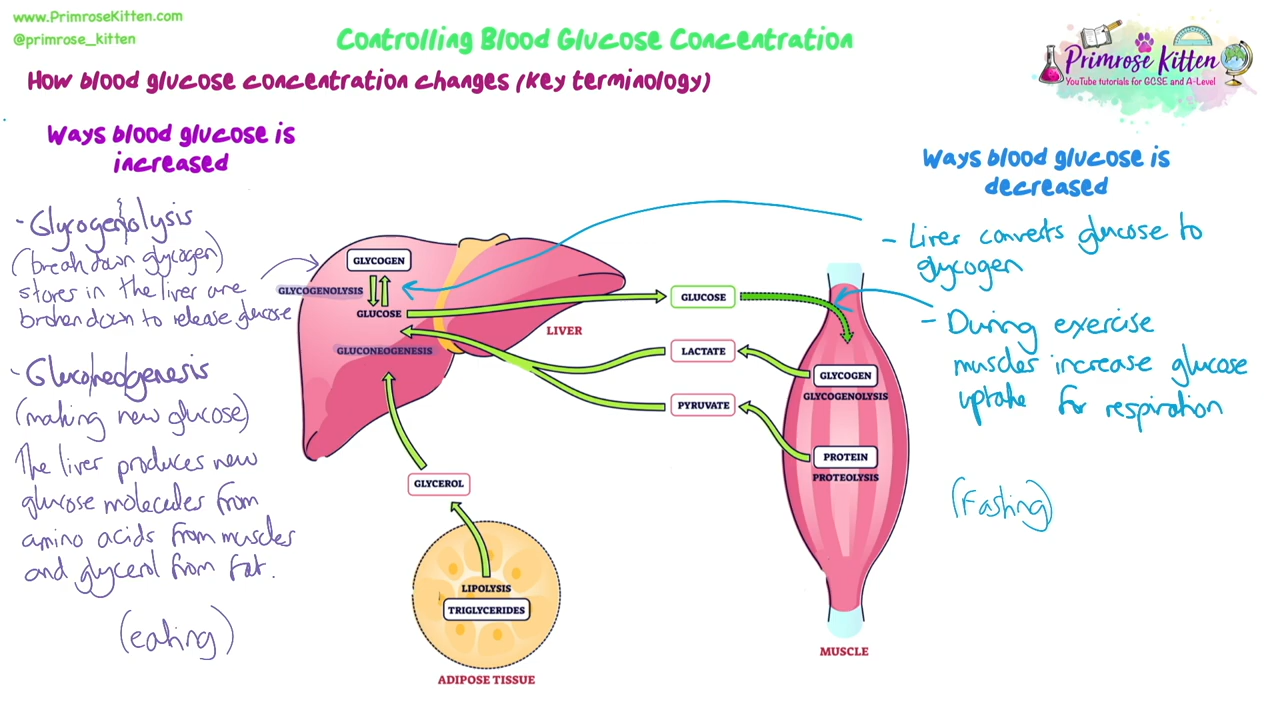 www.PrimroseKitten.com
@primrose_kitten
Controlling Blood Glucose Concentration
How blood glucose concentration changes (Key terminology)
Primrose Kitten
YouTube tutorials for GCSE and A-Level
Ways blood glucose is
increased
- Glycogenolysis
(break down glycogen)
stores in the liver are
broken down to release glucose
- Gluconeogenesis
(making new glucose)
The liver produces new
glucose molecules from
amino acids from muscles
and glycerol from fat.
(eating)
GLYCOGEN
GLYCOGENOLYSIS
GLUCOSE
GLUCONEOGENESIS
LIVER
GLUCOSE
LACTATE
PYRUVATE
GLYCEROL
LIPOLYSIS
TRIGLYCERIDES
ADIPOSE TISSUE
GLYCOGEN
GLYCOGENOLYSIS
PROTEIN
PROTEOLYSIS
MUSCLE
Ways blood glucose is
decreased
- Liver converts glucose to
glycogen
- During exercise
muscles increase glucose
uptake for respiration
(Fasting)